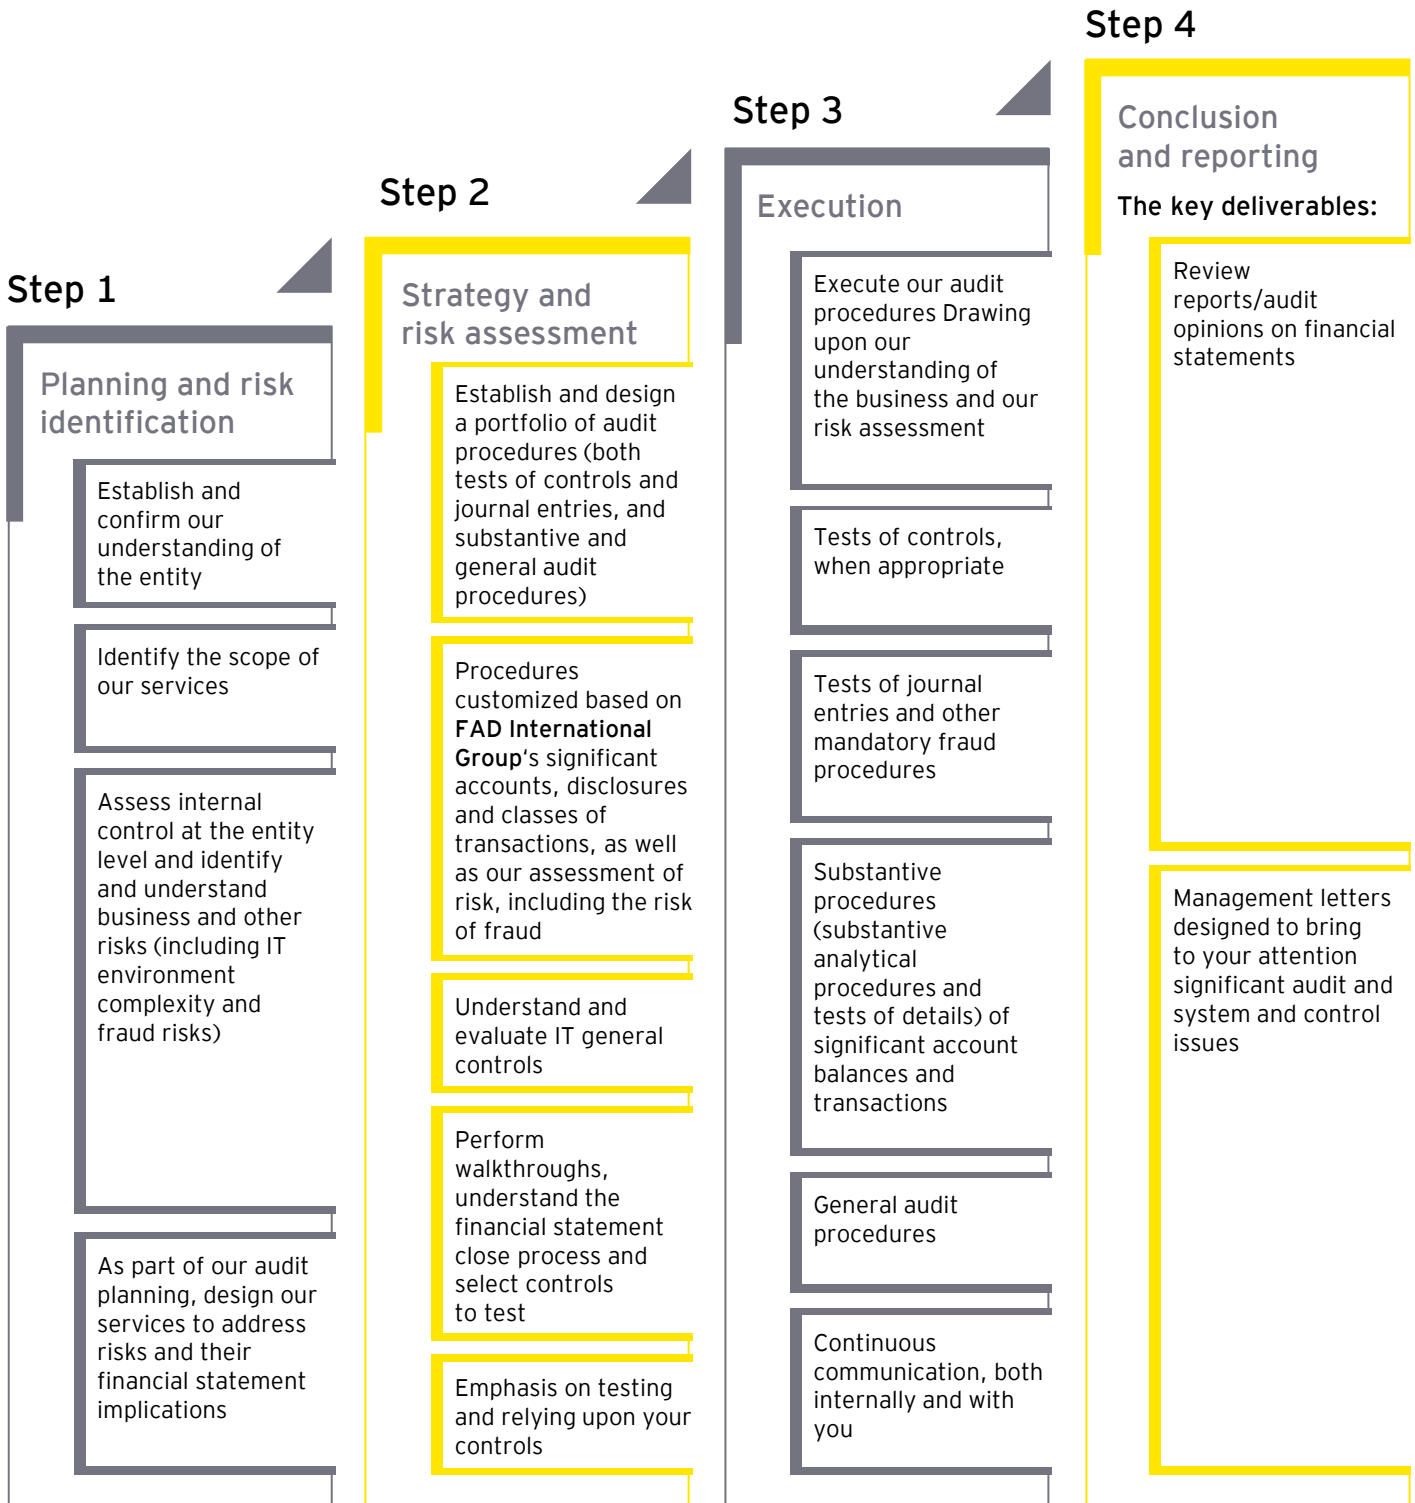 Step 1
Planning and risk
identification
Establish and
confirm our
understanding of
the entity
Identify the scope of
our services
Assess internal
control at the entity
level and identify
and understand
business and other
risks (including IT
environment
complexity and
fraud risks)
As part of our audit
planning, design our
services to address
risks and their
financial statement
implications
Step 2
Strategy and
risk assessment
Establish and design
a portfolio of audit
procedures (both
tests of controls and
journal entries, and
substantive and
general audit
procedures)
Procedures
customized based on
FAD International
Group‘s significant
accounts, disclosures
and classes of
transactions, as well
as our assessment of
risk, including the risk
of fraud
Understand and
evaluate IT general
controls
Perform
walkthroughs,
understand the
financial statement
close process and
select controls
to test
Emphasis on testing
and relying upon your
controls
Step 3
Execution
Execute our audit
procedures Drawing
upon our
understanding of
the business and our
risk assessment
Tests of controls,
when appropriate
Tests of journal
entries and other
mandatory fraud
procedures
Substantive
procedures
(substantive
analytical
procedures and
tests of details) of
significant account
balances and
transactions
General audit
procedures
Continuous
communication, both
internally and with
you
Step 4
Conclusion
and reporting
The key deliverables:
Review
reports/audit
opinions on financial
statements
Management letters
designed to bring
to your attention
significant audit and
system and control
issues